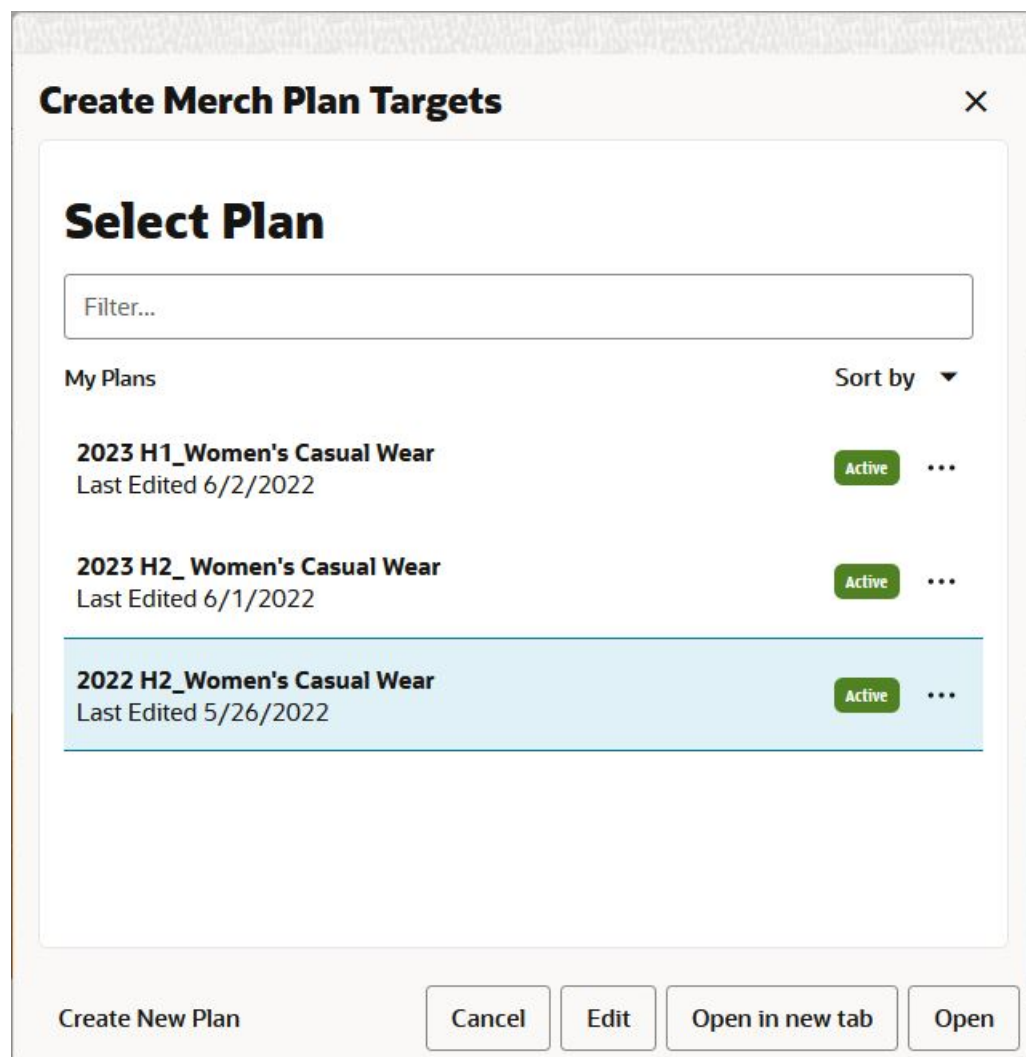 Create Merch Plan Targets
Select Plan
Filter...
My Plans
Sort by
2023 H1_Women's Casual Wear
Last Edited 6/2/2022
Active
2023 H2_ Women's Casual Wear
Last Edited 6/1/2022
Active
2022 H2_Women's Casual Wear
Last Edited 5/26/2022
Active
Create New Plan
Cancel
Edit
Open in new tab
Open